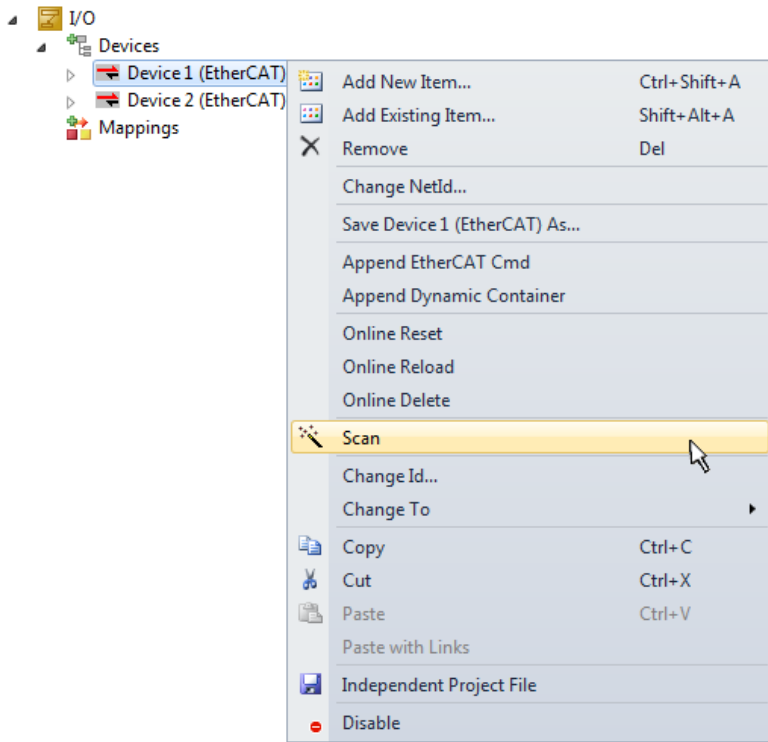 I/O
Devices
Device 1 (EtherCAT)
Device 2 (EtherCAT)
Mappings
Add New Item... Ctrl+Shift+A
Add Existing Item... Shift+Alt+A
Remove Del
Change NetId...
Save Device 1 (EtherCAT) As...
Append EtherCAT Cmd
Append Dynamic Container
Online Reset
Online Reload
Online Delete
Scan
Change Id...
Change To
Copy Ctrl+C
Cut Ctrl+X
Paste Ctrl+V
Paste with Links
Independent Project File
Disable